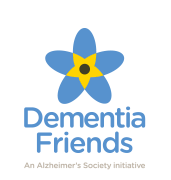 Dementia
Friends
An Alzheimer's Society initiative